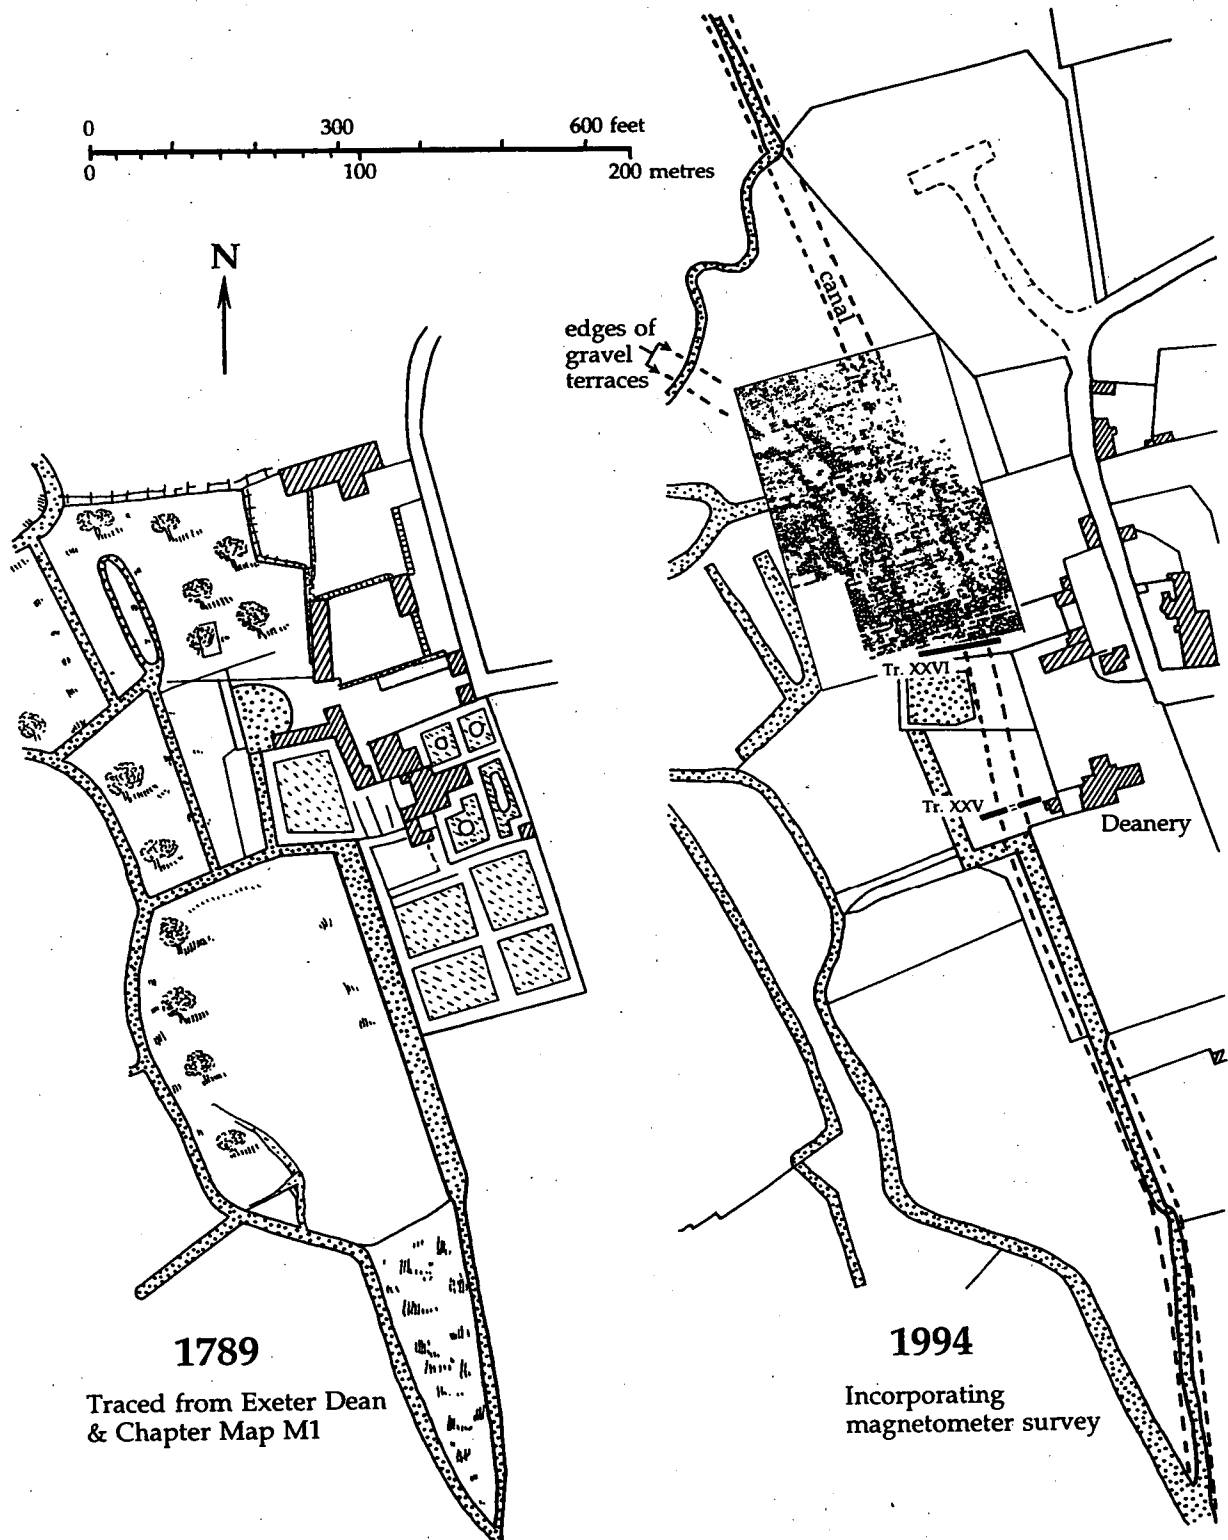 0 300 600 feet
0 100 200 metres
N
edges of
gravel
terraces
canal
Tr. XXVI
Tr. XXV
Deanery
1789
Traced from Exeter Dean
& Chapter Map M1
1994
Incorporating
magnetometer survey